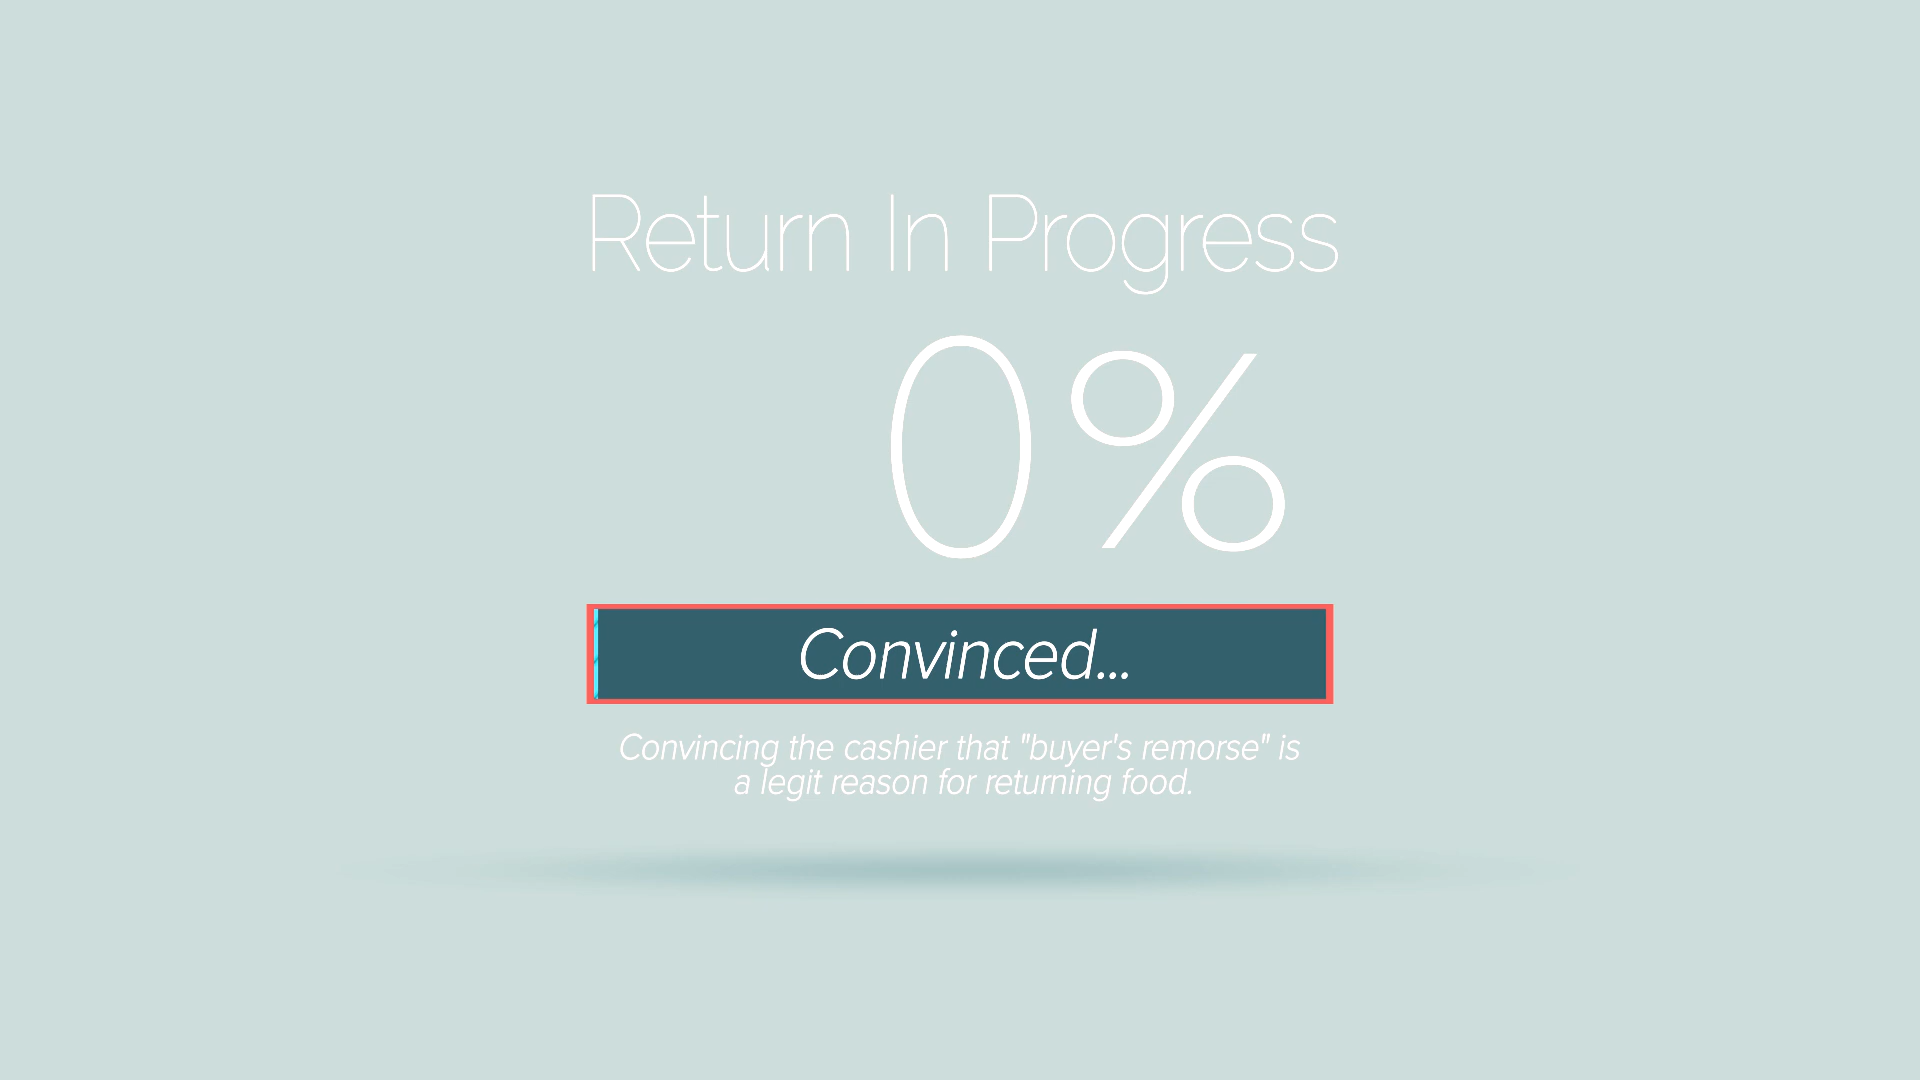 Return In Progress
0%
Convinced...
Convincing the cashier that "buyer's remorse" is
a legit reason for returning food.